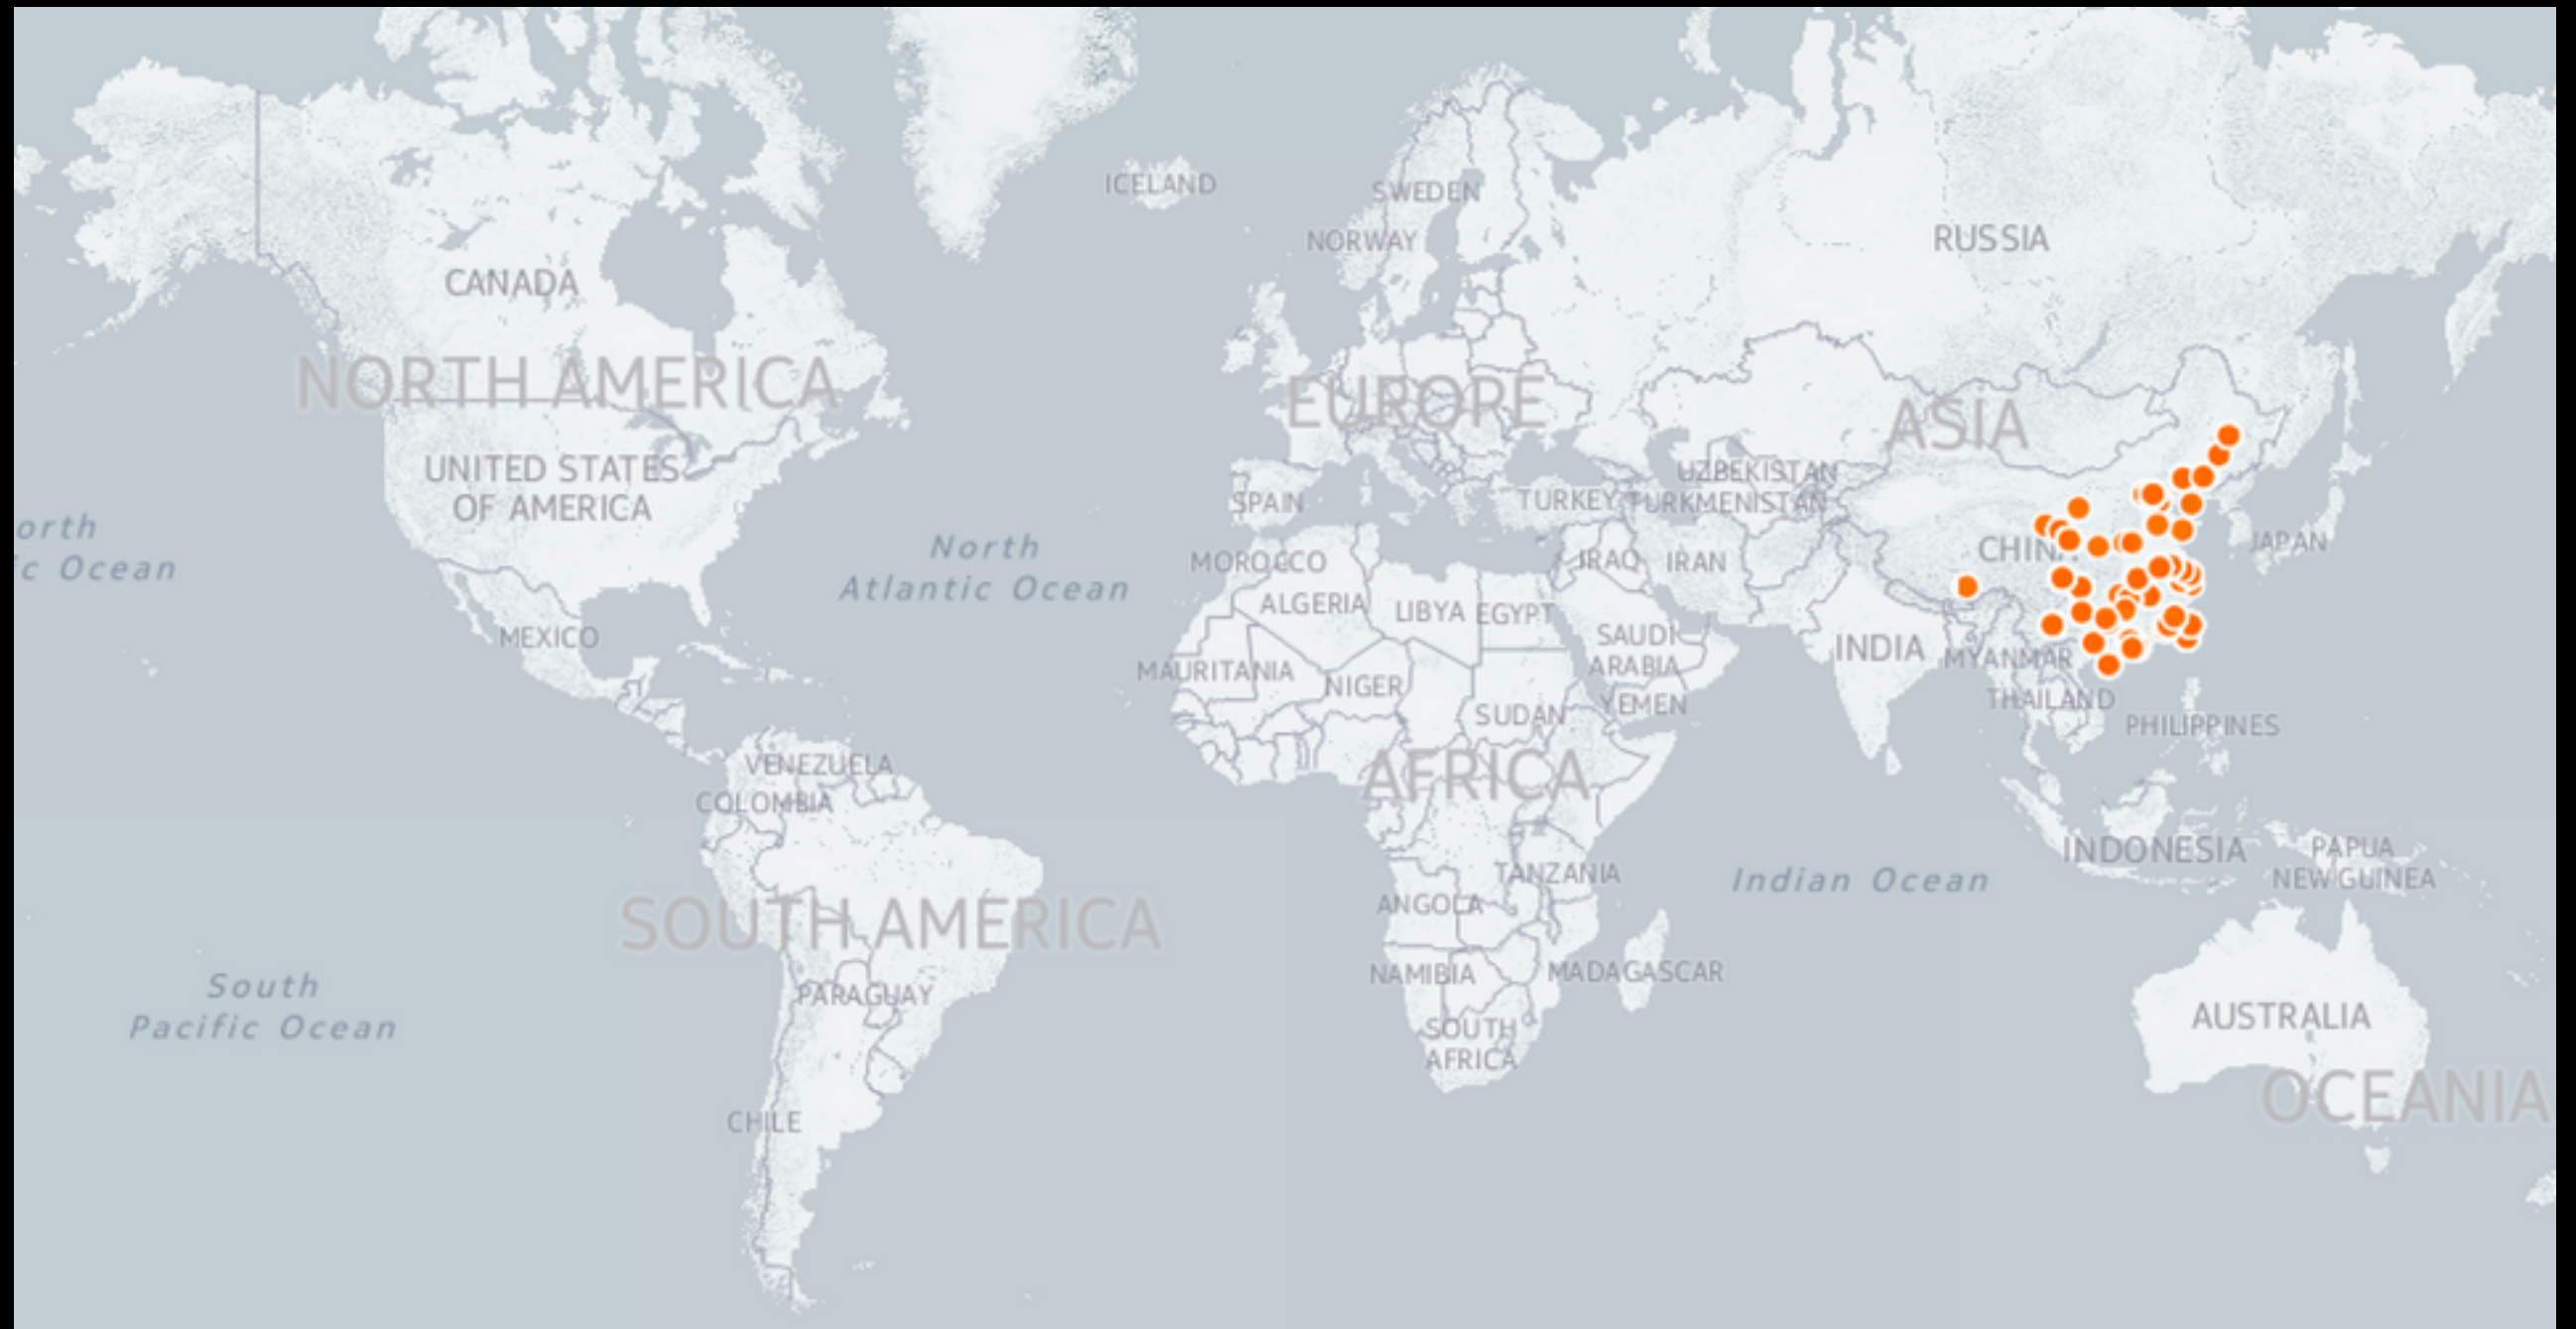 ICELAND
SWEDEN
NORWAY
RUSSIA
CANADA
NORTH AMERICA
EUROPE
ASIA
UNITED STATES
OF AMERICA
UZBEKISTAN
SPAIN
TURKEY
TURKMENISTAN
orth
ic Ocean
North
Atlantic Ocean
MOROCCO
IRAQ
IRAN
CHINA
JAPAN
ALGERIA
LIBYA
EGYPT
MEXICO
SAUDI
ARABIA
INDIA
MYANMAR
MAURITANIA
NIGER
SUDAN
YEMEN
THAILAND
PHILIPPINES
VENEZUELA
COLOMBIA
AFRICA
INDONESIA
PAPUA
NEW GUINEA
TANZANIA
Indian Ocean
ANGOLA
SOUTH AMERICA
NAMIBIA
MADAGASCAR
South
Pacific Ocean
PARAGUAY
SOUTH
AFRICA
AUSTRALIA
OCEANIA
CHILE